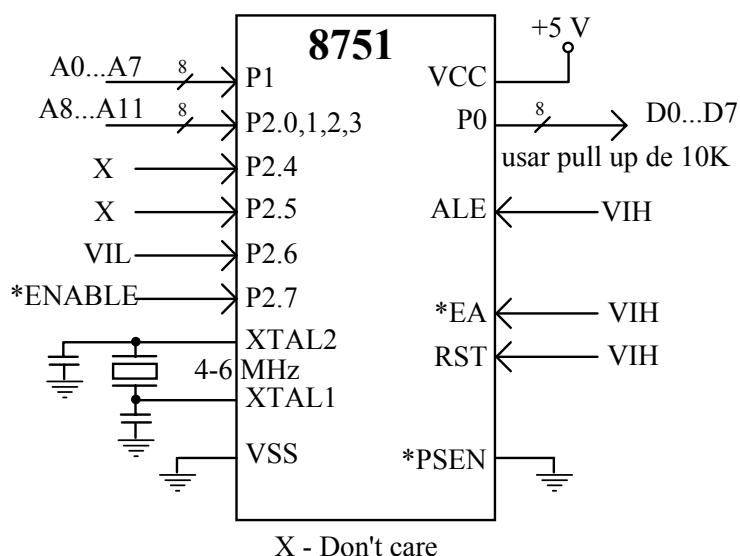 8751
+5 V
A0...A7 8 P1
VCC
A8...A11 8 P2.0,1,2,3
P0 8 D0...D7
usar pull up de 10K
X P2.4
X P2.5
ALE VIH
VIL P2.6
*ENABLE P2.7
*EA VIH
XTAL2
RST VIH
4-6 MHz
XTAL1
VSS
*PSEN
X - Don't care